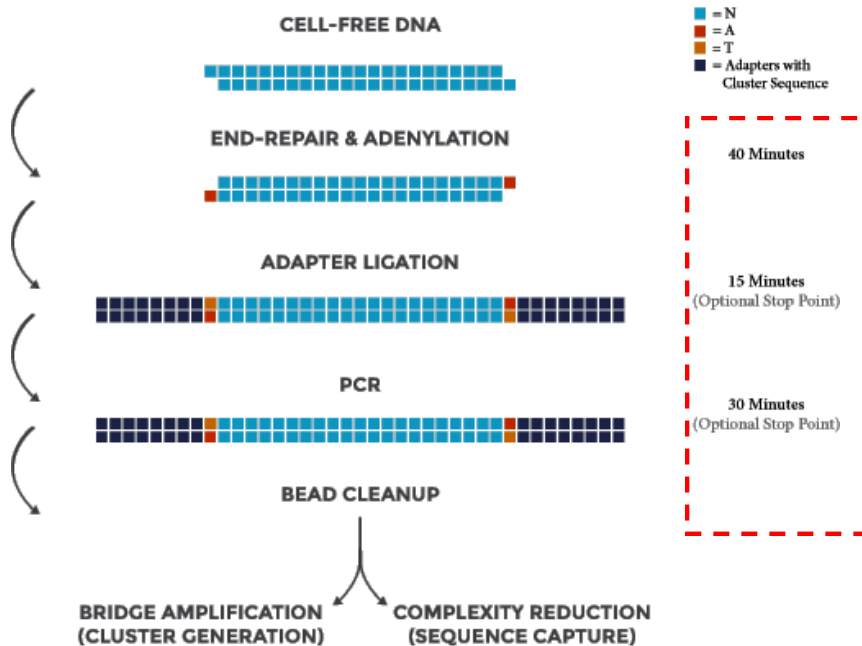 CELL-FREE DNA
= N
= A
= T
= Adapters with
Cluster Sequence
END-REPAIR & ADENYLATION
40 Minutes
ADAPTER LIGATION
15 Minutes
(Optional Stop Point)
PCR
30 Minutes
(Optional Stop Point)
BEAD CLEANUP
BRIDGE AMPLIFICATION
(CLUSTER GENERATION)
COMPLEXITY REDUCTION
(SEQUENCE CAPTURE)